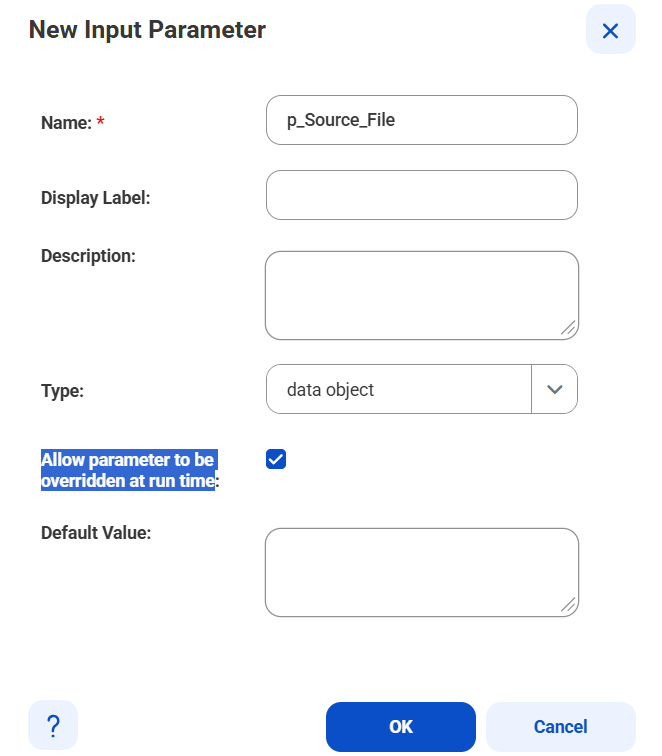 New Input Parameter
Name: *
p_Source_File
Display Label:
Description:
Type:
data object
Allow parameter to be
overridden at run time:
Default Value:
?
OK
Cancel